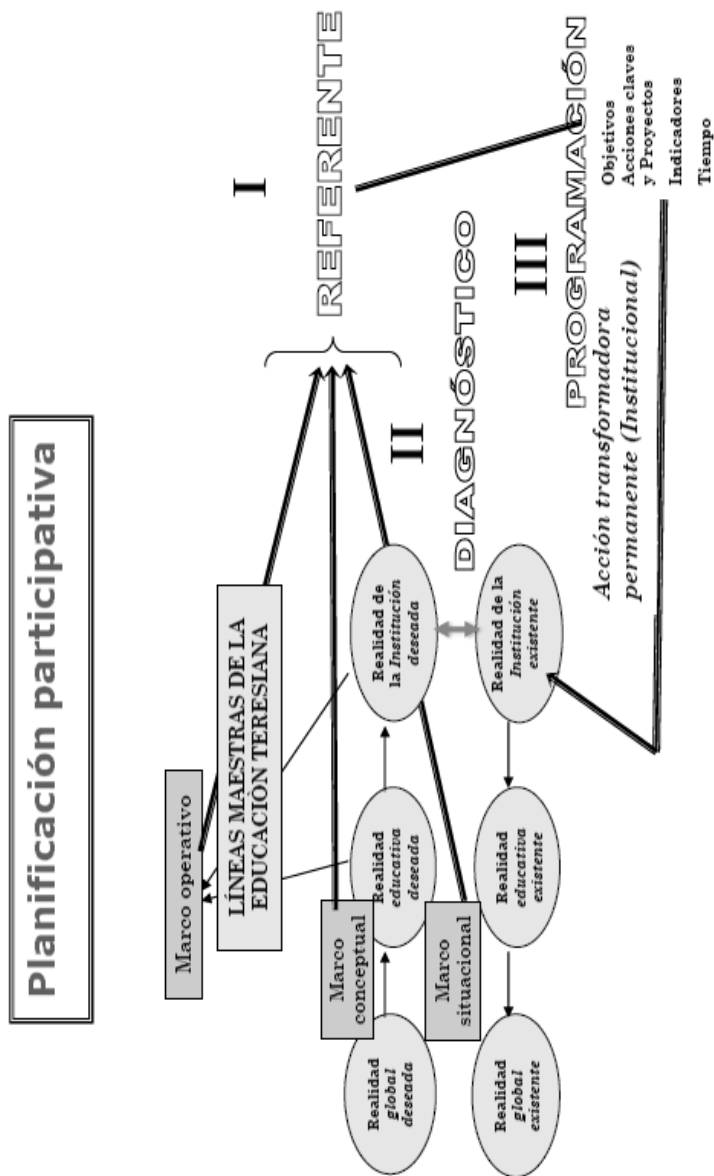 Planificación participativa
Marco operativo
LÍNEAS MAESTRAS DE LA
EDUCACIÒN TERESIANA
I
REFERENTE
Marco
conceptual
Marco
situacional
Realidad
global
deseada
Realidad
educativa
deseada
Realidad de
la Institución
deseada
II
DIAGNÓSTICO
Realidad
global
existente
Realidad
educativa
existente
Realidad de la
Institución
existente
III
PROGRAMACIÓN
Acción transformadora
permanente (Institucional)
Objetivos
Acciones claves
y Proyectos
Indicadores
Tiempo